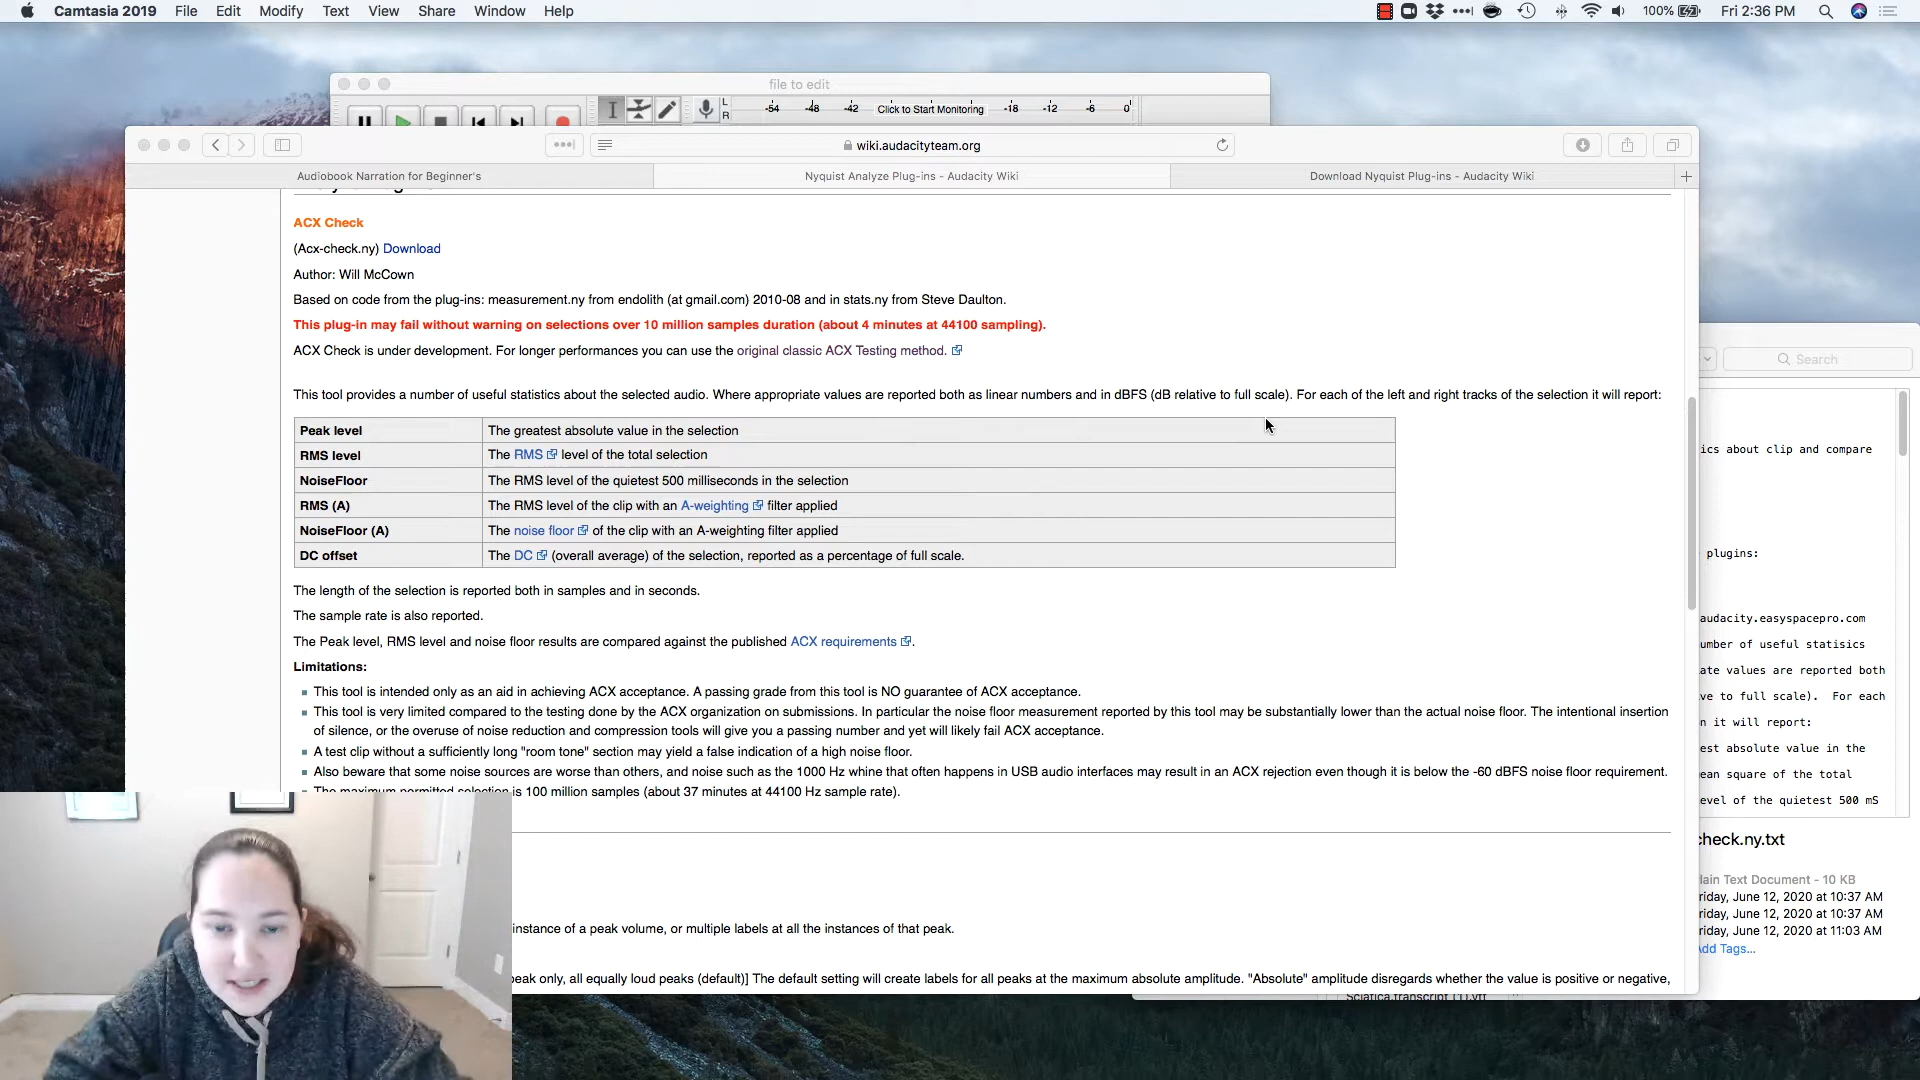 Camtasia 2019 File Edit Modify Text View Share Window Help 100% Fri 2:36 PM
file to edit
L
R
-54 -48 -42 Click to Start Monitoring -18 -12 -6 0
wiki.audacityteam.org
Audiobook Narration for Beginner's
Nyquist Analyze Plug-ins - Audacity Wiki
Download Nyquist Plug-ins - Audacity Wiki
ACX Check
(Acx-check.ny) Download
Author: Will McCown
Based on code from the plug-ins: measurement.ny from endolith (at gmail.com) 2010-08 and in stats.ny from Steve Daulton.
This plug-in may fail without warning on selections over 10 million samples duration (about 4 minutes at 44100 sampling).
ACX Check is under development. For longer performances you can use the original classic ACX Testing method.
This tool provides a number of useful statistics about the selected audio. Where appropriate values are reported both as linear numbers and in dBFS (dB relative to full scale). For each of the left and right tracks of the selection it will report:
Peak level The greatest absolute value in the selection
RMS level The RMS level of the total selection
NoiseFloor The RMS level of the quietest 500 milliseconds in the selection
RMS (A) The RMS level of the clip with an A-weighting filter applied
NoiseFloor (A) The noise floor of the clip with an A-weighting filter applied
DC offset The DC (overall average) of the selection, reported as a percentage of full scale.
The length of the selection is reported both in samples and in seconds.
The sample rate is also reported.
The Peak level, RMS level and noise floor results are compared against the published ACX requirements.
Limitations:
This tool is intended only as an aid in achieving ACX acceptance. A passing grade from this tool is NO guarantee of ACX acceptance.
This tool is very limited compared to the testing done by the ACX organization on submissions. In particular the noise floor measurement reported by this tool may be substantially lower than the actual noise floor. The intentional insertion
of silence, or the overuse of noise reduction and compression tools will give you a passing number and yet will likely fail ACX acceptance.
A test clip without a sufficiently long "room tone" section may yield a false indication of a high noise floor.
Also beware that some noise sources are worse than others, and noise such as the 1000 Hz whine that often happens in USB audio interfaces may result in an ACX rejection even though it is below the -60 dBFS noise floor requirement.
The maximum permitted selection is 100 million samples (about 37 minutes at 44100 Hz sample rate).
instance of a peak volume, or multiple labels at all the instances of that peak.
peak only, all equally loud peaks (default)] The default setting will create labels for all peaks at the maximum absolute amplitude. "Absolute" amplitude disregards whether the value is positive or negative,
Search
ics about clip and compare
plugins:
audacity.easyspacepro.com
umber of useful statisics
ate values are reported both
ve to full scale). For each
n it will report:
est absolute value in the
ean square of the total
evel of the quietest 500 mS
check.ny.txt
lain Text Document - 10 KB
riday, June 12, 2020 at 10:37 AM
riday, June 12, 2020 at 10:37 AM
riday, June 12, 2020 at 11:03 AM
Add Tags...